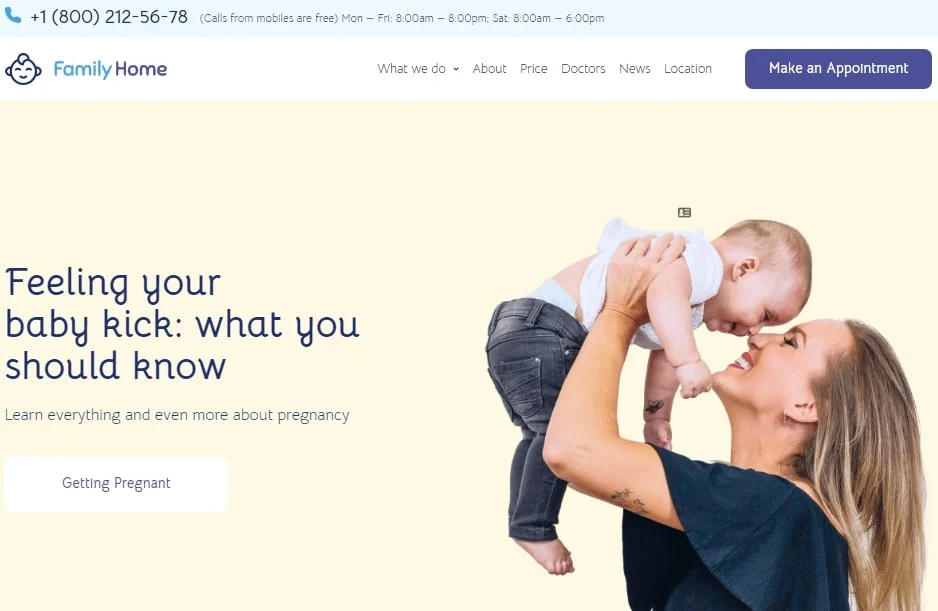 +1 (800) 212-56-78 (Calls from mobiles are free) Mon – Fri: 8:00am – 8:00pm; Sat: 8:00am – 6:00pm
FamilyHome What we do About Price Doctors News Location Make an Appointment
Feeling your
baby kick: what you
should know
Learn everything and even more about pregnancy
Getting Pregnant